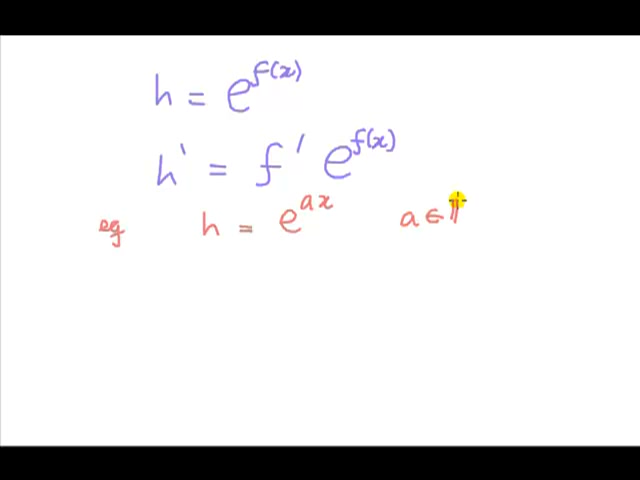 h = e^f(x)
h' = f' e^f(x)
eg h = e^ax a ∈